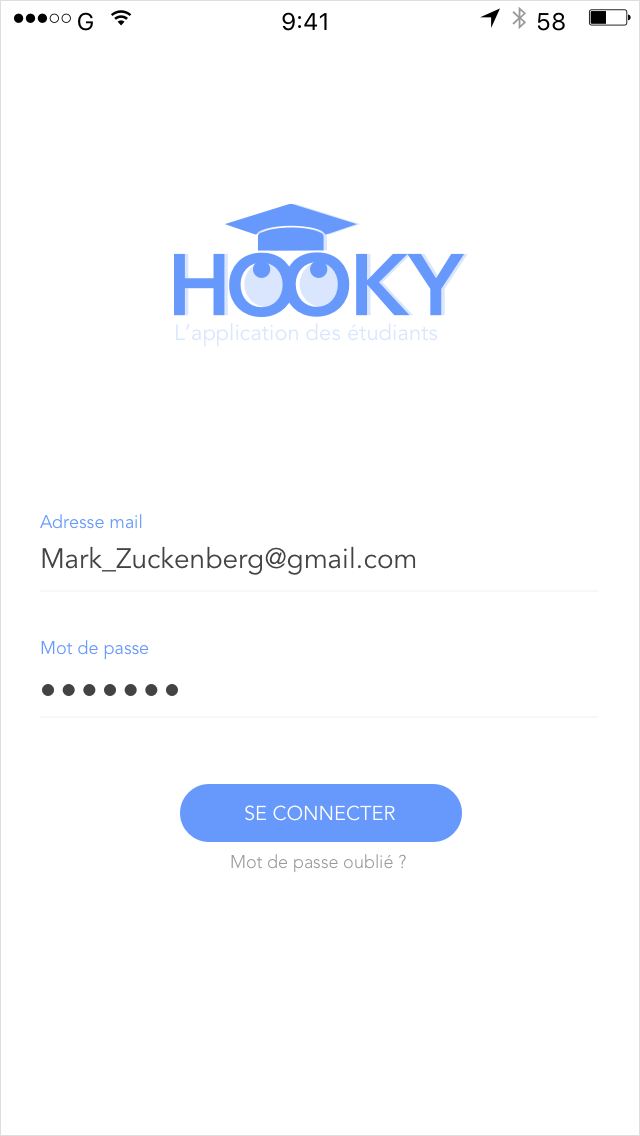 G 9:41 58
HOOKY
L’application des étudiants
Adresse mail
Mark_Zuckenberg@gmail.com
Mot de passe
SE CONNECTER
Mot de passe oublié ?